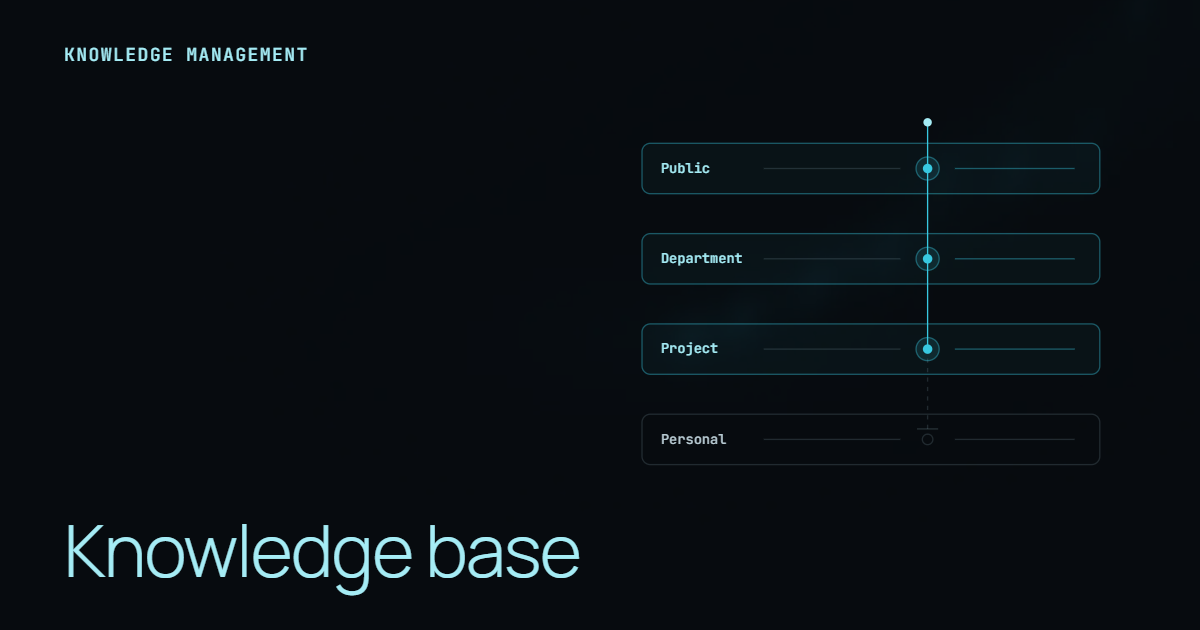 KNOWLEDGE MANAGEMENT
Public
Department
Project
Personal
Knowledge base